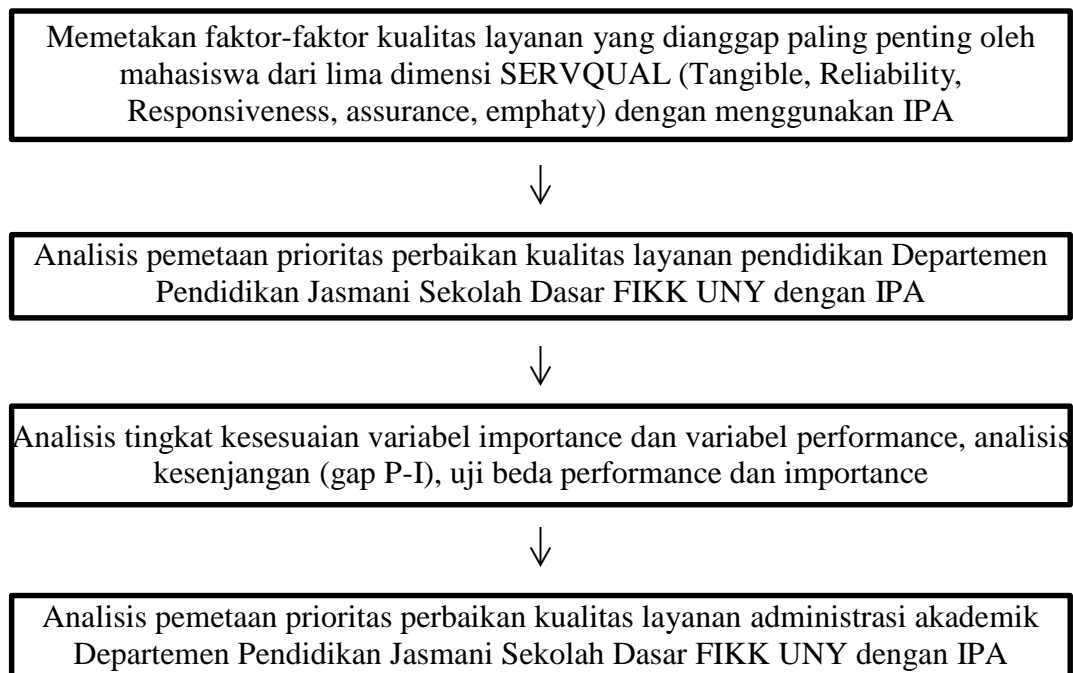 Memetakan faktor-faktor kualitas layanan yang dianggap paling penting oleh
mahasiswa dari lima dimensi SERVQUAL (Tangible, Reliability,
Responsiveness, assurance, emphaty) dengan menggunakan IPA
Analisis pemetaan prioritas perbaikan kualitas layanan pendidikan Departemen
Pendidikan Jasmani Sekolah Dasar FIKK UNY dengan IPA
Analisis tingkat kesesuaian variabel importance dan variabel performance, analisis
kesenjangan (gap P-I), uji beda performance dan importance
Analisis pemetaan prioritas perbaikan kualitas layanan administrasi akademik
Departemen Pendidikan Jasmani Sekolah Dasar FIKK UNY dengan IPA